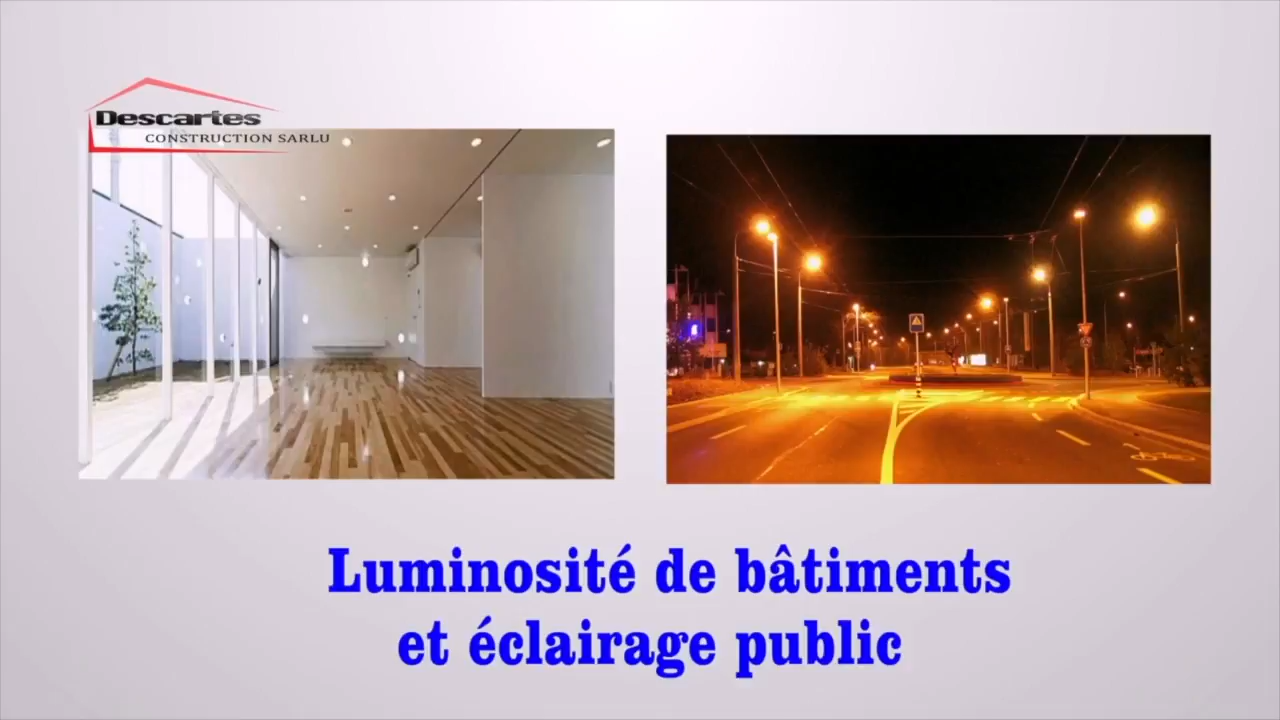 Descartes
CONSTRUCTION SARLU
Luminosité de bâtiments
et éclairage public